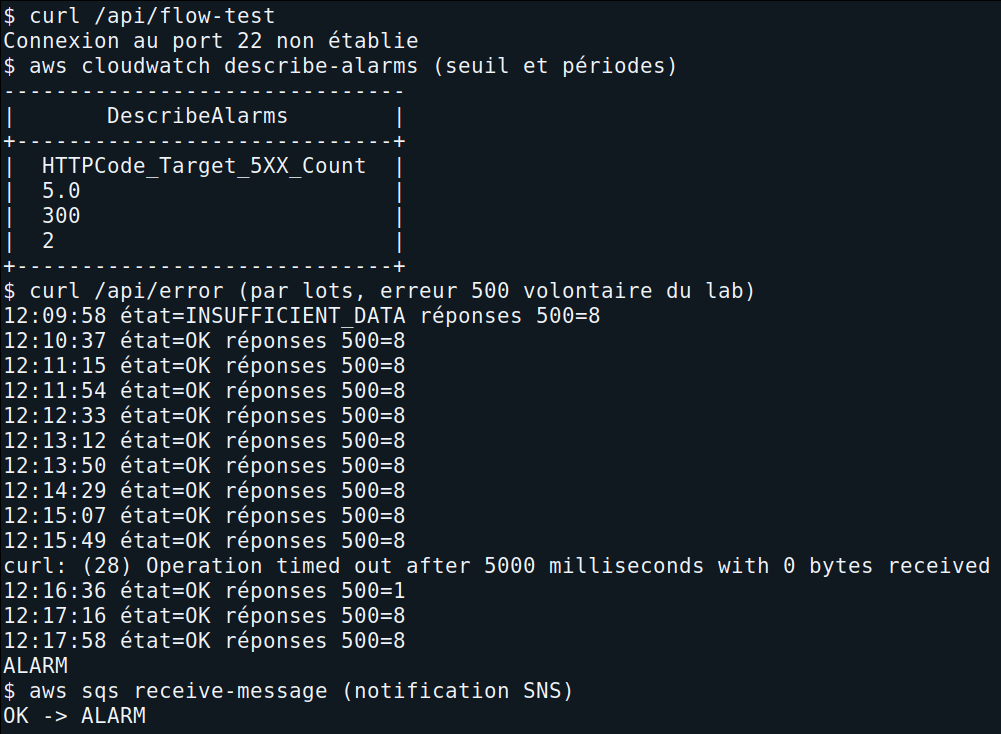 $ curl /api/flow-test
Connexion au port 22 non établie
$ aws cloudwatch describe-alarms (seuil et périodes)
-------------------------------
|       DescribeAlarms        |
+-----------------------------+
|  HTTPCode_Target_5XX_Count  |
|  5.0                        |
|  300                        |
|  2                          |
+-----------------------------+
$ curl /api/error (par lots, erreur 500 volontaire du lab)
12:09:58 état=INSUFFICIENT_DATA réponses 500=8
12:10:37 état=OK réponses 500=8
12:11:15 état=OK réponses 500=8
12:11:54 état=OK réponses 500=8
12:12:33 état=OK réponses 500=8
12:13:12 état=OK réponses 500=8
12:13:50 état=OK réponses 500=8
12:14:29 état=OK réponses 500=8
12:15:07 état=OK réponses 500=8
12:15:49 état=OK réponses 500=8
curl: (28) Operation timed out after 5000 milliseconds with 0 bytes received
12:16:36 état=OK réponses 500=1
12:17:16 état=OK réponses 500=8
12:17:58 état=OK réponses 500=8
ALARM
$ aws sqs receive-message (notification SNS)
OK -> ALARM